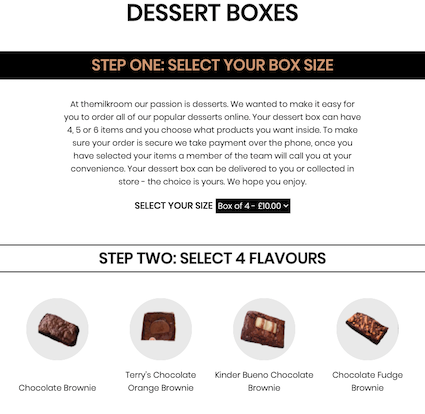 DESSERT BOXES
STEP ONE: SELECT YOUR BOX SIZE
At themilkroom our passion is desserts. We wanted to make it easy for
you to order all of our popular desserts online. Your dessert box can have
4, 5 or 6 items and you choose what products you want inside. To make
sure your order is secure we take payment over the phone, once you
have selected your items a member of the team will call you at your
convenience. Your dessert box can be delivered to you or collected in
store - the choice is yours. We hope you enjoy.
SELECT YOUR SIZE Box of 4 - £10.00
STEP TWO: SELECT 4 FLAVOURS
Chocolate Brownie
Terry's Chocolate
Orange Brownie
Kinder Bueno Chocolate
Brownie
Chocolate Fudge
Brownie